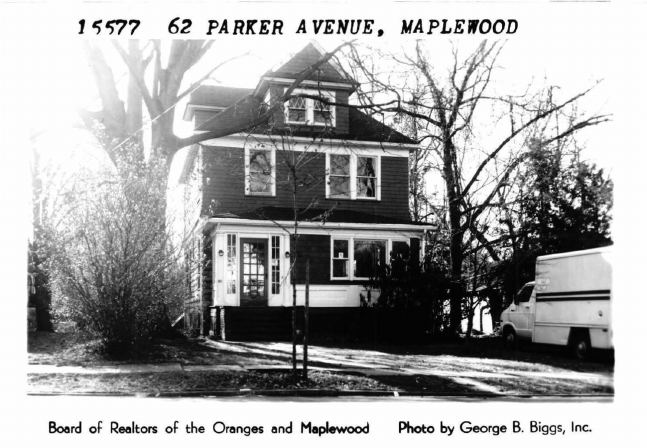 15577 62 PARKER AVENUE, MAPLEWOOD
Board of Realtors of the Oranges and Maplewood Photo by George B. Biggs, Inc.